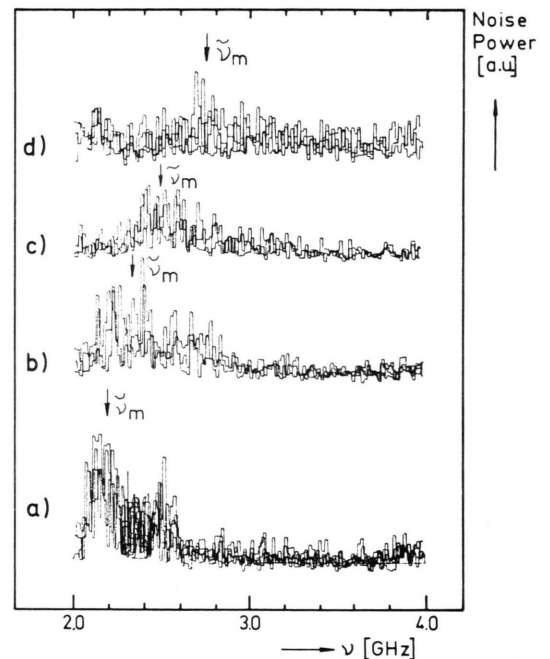 Noise
Power
[a.u]
ν̃m
d)
ν̃m
c)
ν̃m
b)
ν̃m
a)
2.0 3.0 4.0
ν [GHz]